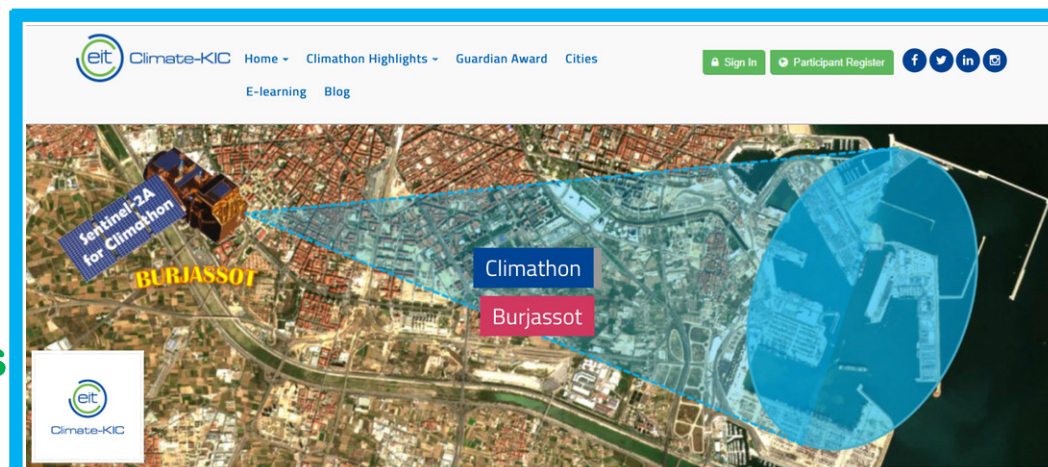 eit Climate-KIC Home Climathon Highlights Guardian Award Cities
E-learning Blog
Sign In Participant Register
Sentinel-2A
for Climathon
BURJASSOT
Climathon
Burjassot
s
eit
Climate-KIC